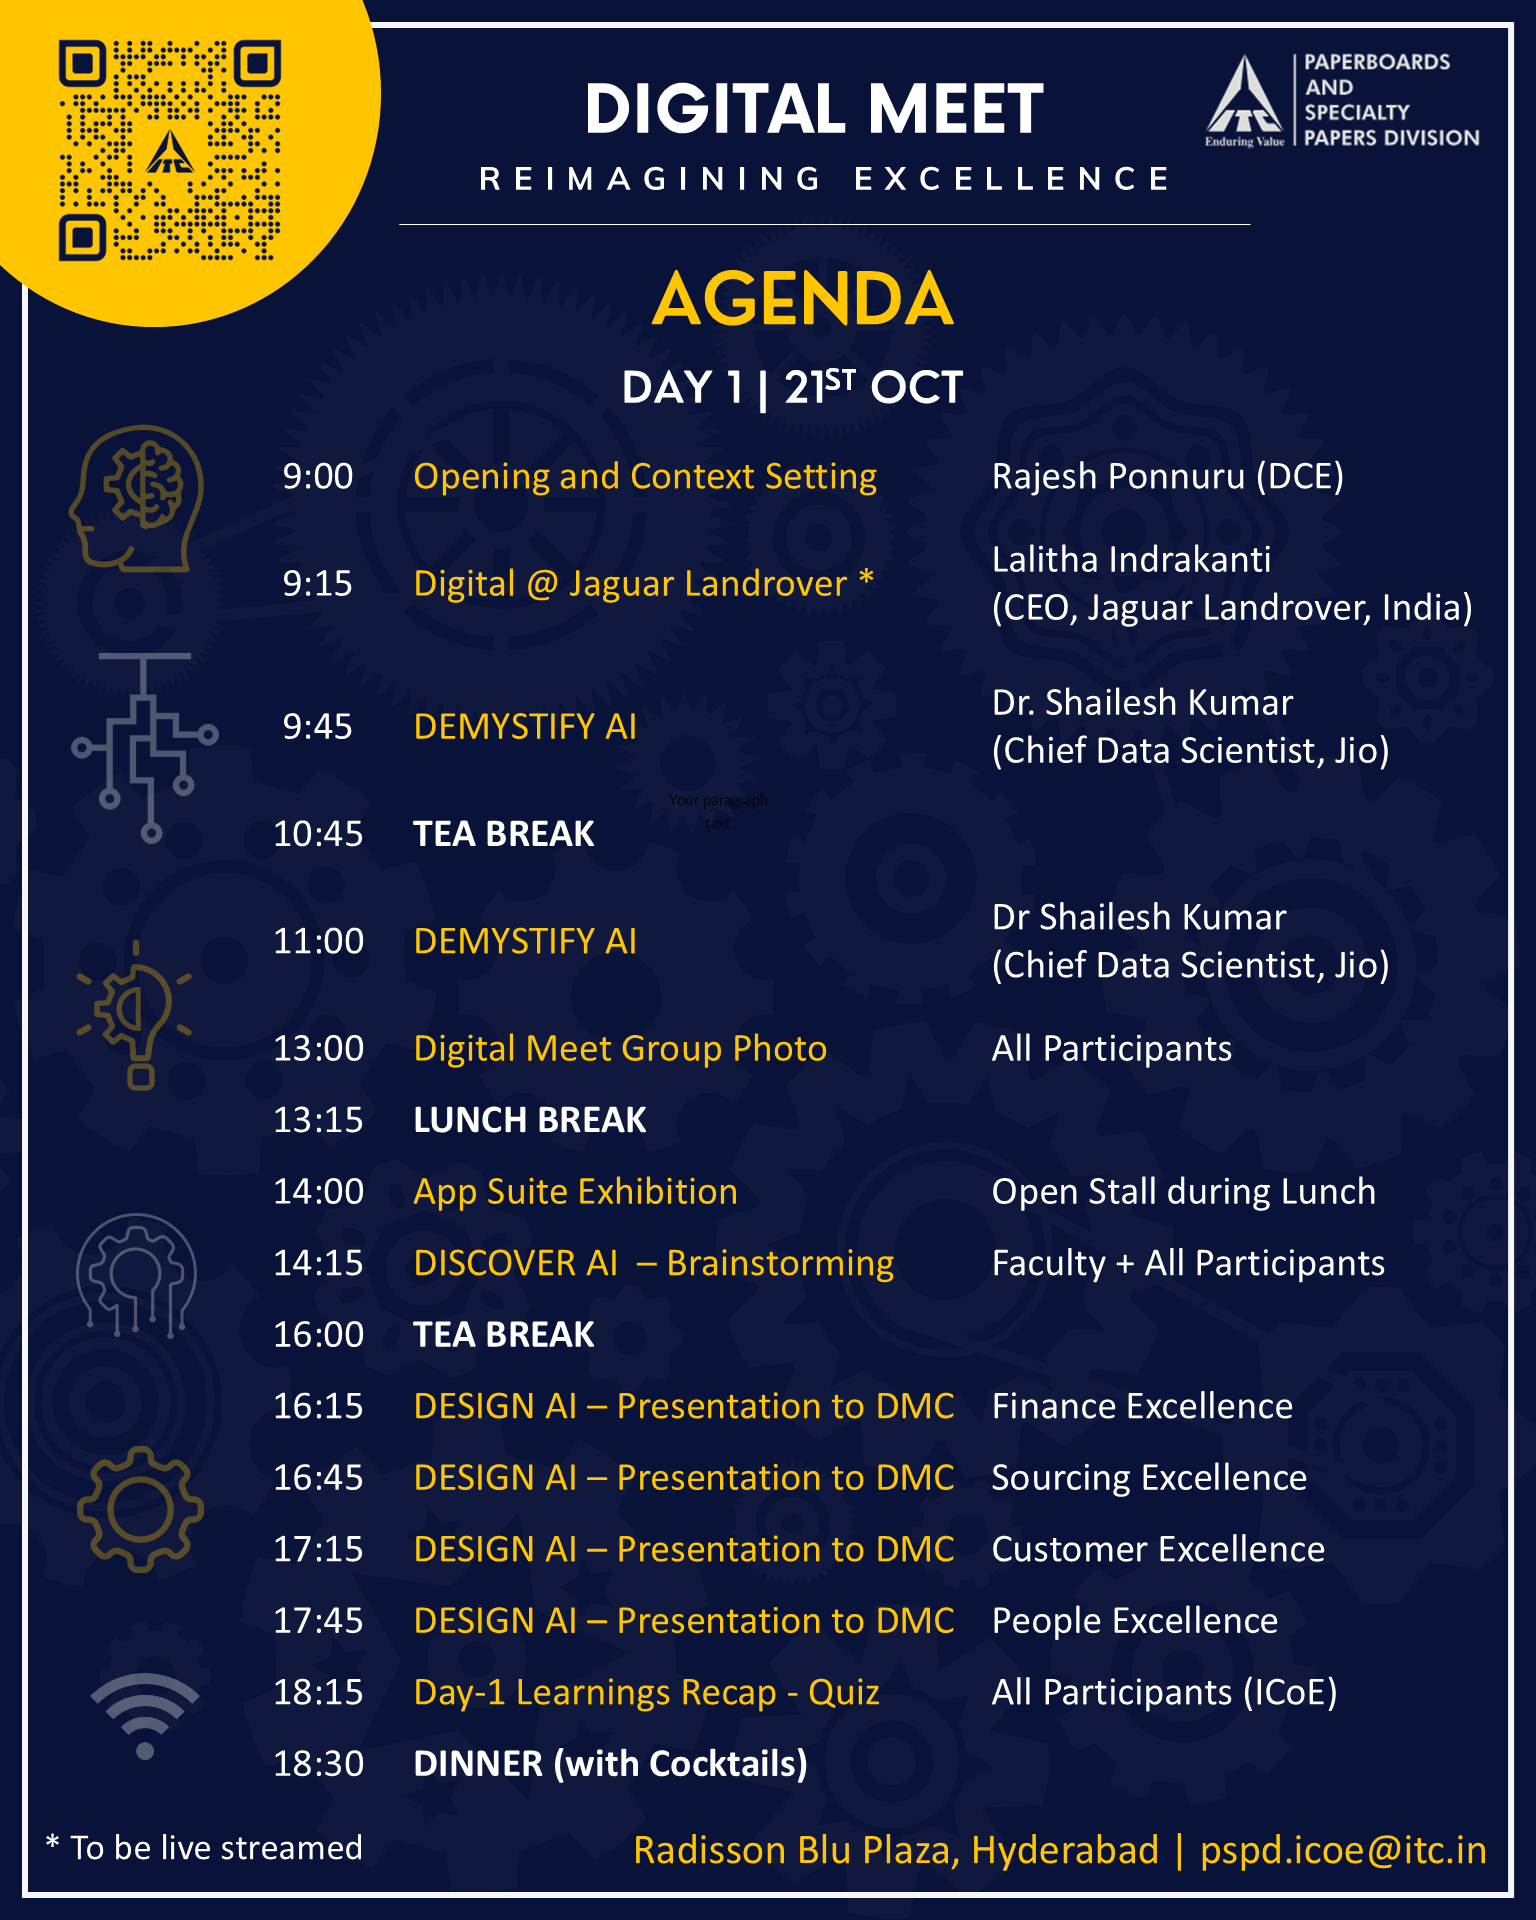 DIGITAL MEET
REIMAGINING EXCELLENCE
ITC
Enduring Value
PAPERBOARDS
AND
SPECIALTY
PAPERS DIVISION
ITC
AGENDA
DAY 1 | 21ST OCT
9:00 Opening and Context Setting Rajesh Ponnuru (DCE)
9:15 Digital @ Jaguar Landrover * Lalitha Indrakanti
(CEO, Jaguar Landrover, India)
9:45 DEMYSTIFY AI Dr. Shailesh Kumar
(Chief Data Scientist, Jio)
Your paragraph
text
10:45 TEA BREAK
11:00 DEMYSTIFY AI Dr Shailesh Kumar
(Chief Data Scientist, Jio)
13:00 Digital Meet Group Photo All Participants
13:15 LUNCH BREAK
14:00 App Suite Exhibition Open Stall during Lunch
14:15 DISCOVER AI – Brainstorming Faculty + All Participants
16:00 TEA BREAK
16:15 DESIGN AI – Presentation to DMC Finance Excellence
16:45 DESIGN AI – Presentation to DMC Sourcing Excellence
17:15 DESIGN AI – Presentation to DMC Customer Excellence
17:45 DESIGN AI – Presentation to DMC People Excellence
18:15 Day-1 Learnings Recap - Quiz All Participants (ICoE)
18:30 DINNER (with Cocktails)
* To be live streamed
Radisson Blu Plaza, Hyderabad | pspd.icoe@itc.in